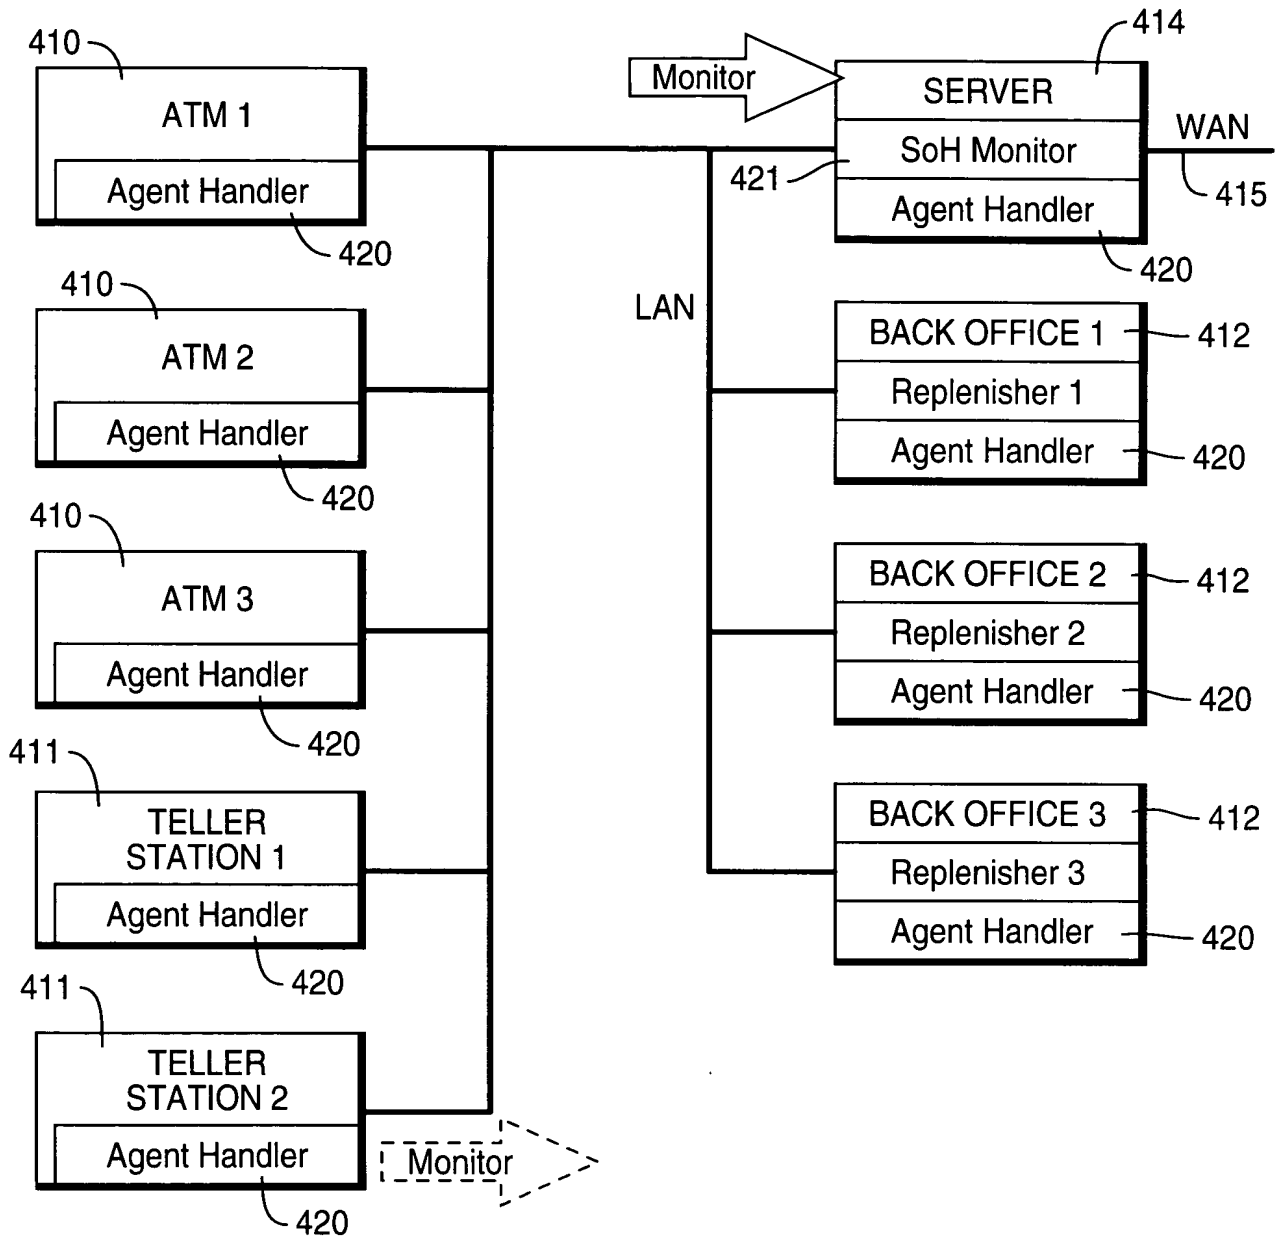 410
ATM 1
Agent Handler
420
410
ATM 2
Agent Handler
420
410
ATM 3
Agent Handler
420
411
TELLER
STATION 1
Agent Handler
420
411
TELLER
STATION 2
Agent Handler
420
Monitor
LAN
Monitor
414
SERVER
SoH Monitor
421
Agent Handler
420
WAN
415
BACK OFFICE 1
412
Replenisher 1
Agent Handler
420
BACK OFFICE 2
412
Replenisher 2
Agent Handler
420
BACK OFFICE 3
412
Replenisher 3
Agent Handler
420